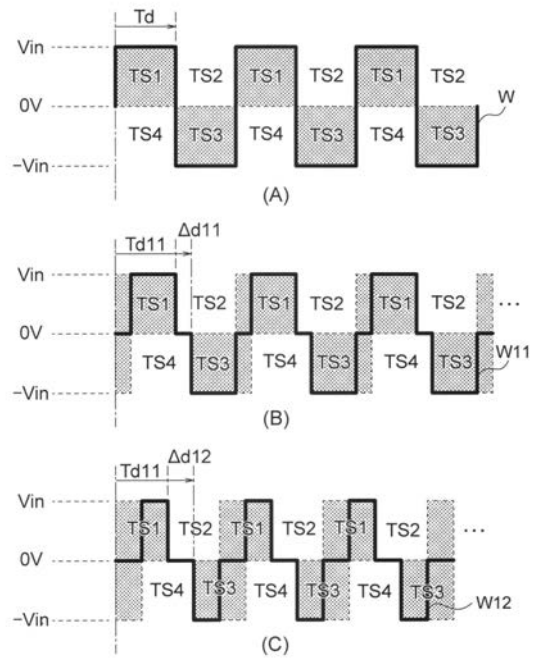 Td
Vin
TS1 TS2 TS1 TS2 TS1 TS2
0V
W
TS4 TS3 TS4 TS3 TS4 TS3
−Vin
(A)
Δd11
Td11
Vin
TS1 TS2 TS1 TS2 TS1 TS2 ...
0V
TS4 TS3 TS4 TS3 TS4 TS3 W11
−Vin
(B)
Δd12
Td11
Vin
TS1 TS2 TS1 TS2 TS1 TS2 ...
0V
TS4 TS3 TS4 TS3 TS4 TS3
W12
−Vin
(C)